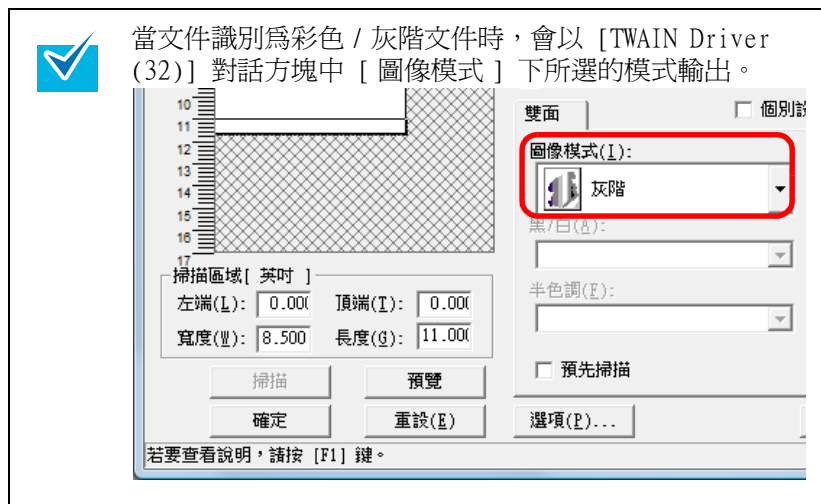 當文件識別爲彩色 / 灰階文件時，會以 [TWAIN Driver
(32)] 對話方塊中 [ 圖像模式 ] 下所選的模式輸出。
10
11
12
13
14
15
16
17
雙面
個別
圖像模式(I):
灰階
黑/白(A):
半色調(F):
預先掃描
掃描區域[ 英吋 ]
左端(L): 0.00 頂端(T): 0.00
寬度(W): 8.500 長度(G): 11.00
掃描 預覽
確定 重設(E) 選項(P)...
若要查看說明，請按 [F1] 鍵。